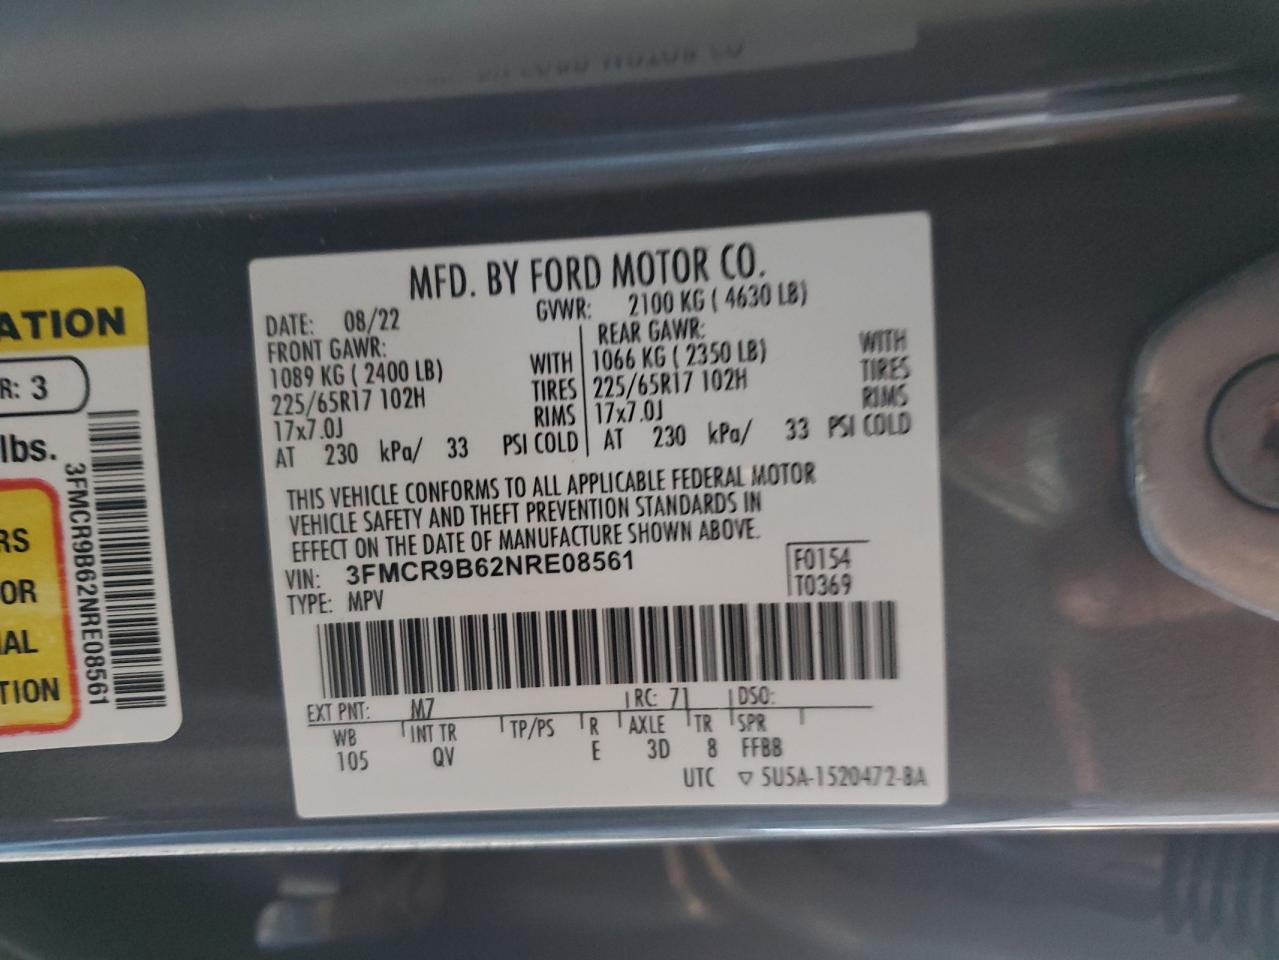 MFD. BY FORD MOTOR CO.
DATE: 08/22 GVWR: 2100 KG ( 4630 LB)
FRONT GAWR: REAR GAWR:
1089 KG ( 2400 LB) WITH 1066 KG ( 2350 LB) WITH
225/65R17 102H TIRES 225/65R17 102H TIRES
17x7.0J RIMS 17x7.0J RIMS
AT 230 kPa/ 33 PSI COLD AT 230 kPa/ 33 PSI COLD
THIS VEHICLE CONFORMS TO ALL APPLICABLE FEDERAL MOTOR
VEHICLE SAFETY AND THEFT PREVENTION STANDARDS IN
EFFECT ON THE DATE OF MANUFACTURE SHOWN ABOVE.
VIN: 3FMCR9B62NRE08561 F0154
TYPE: MPV T0369
EXT PNT: M7 RC: 71 DSO:
WB INT TR TP/PS R AXLE TR SPR
105 QV E 3D 8 FFBB
UTC ▽ 5U5A-1520472-BA
ATION
R: 3
lbs.
3FMCR9B62NRE08561
RS
OR
IAL
TION